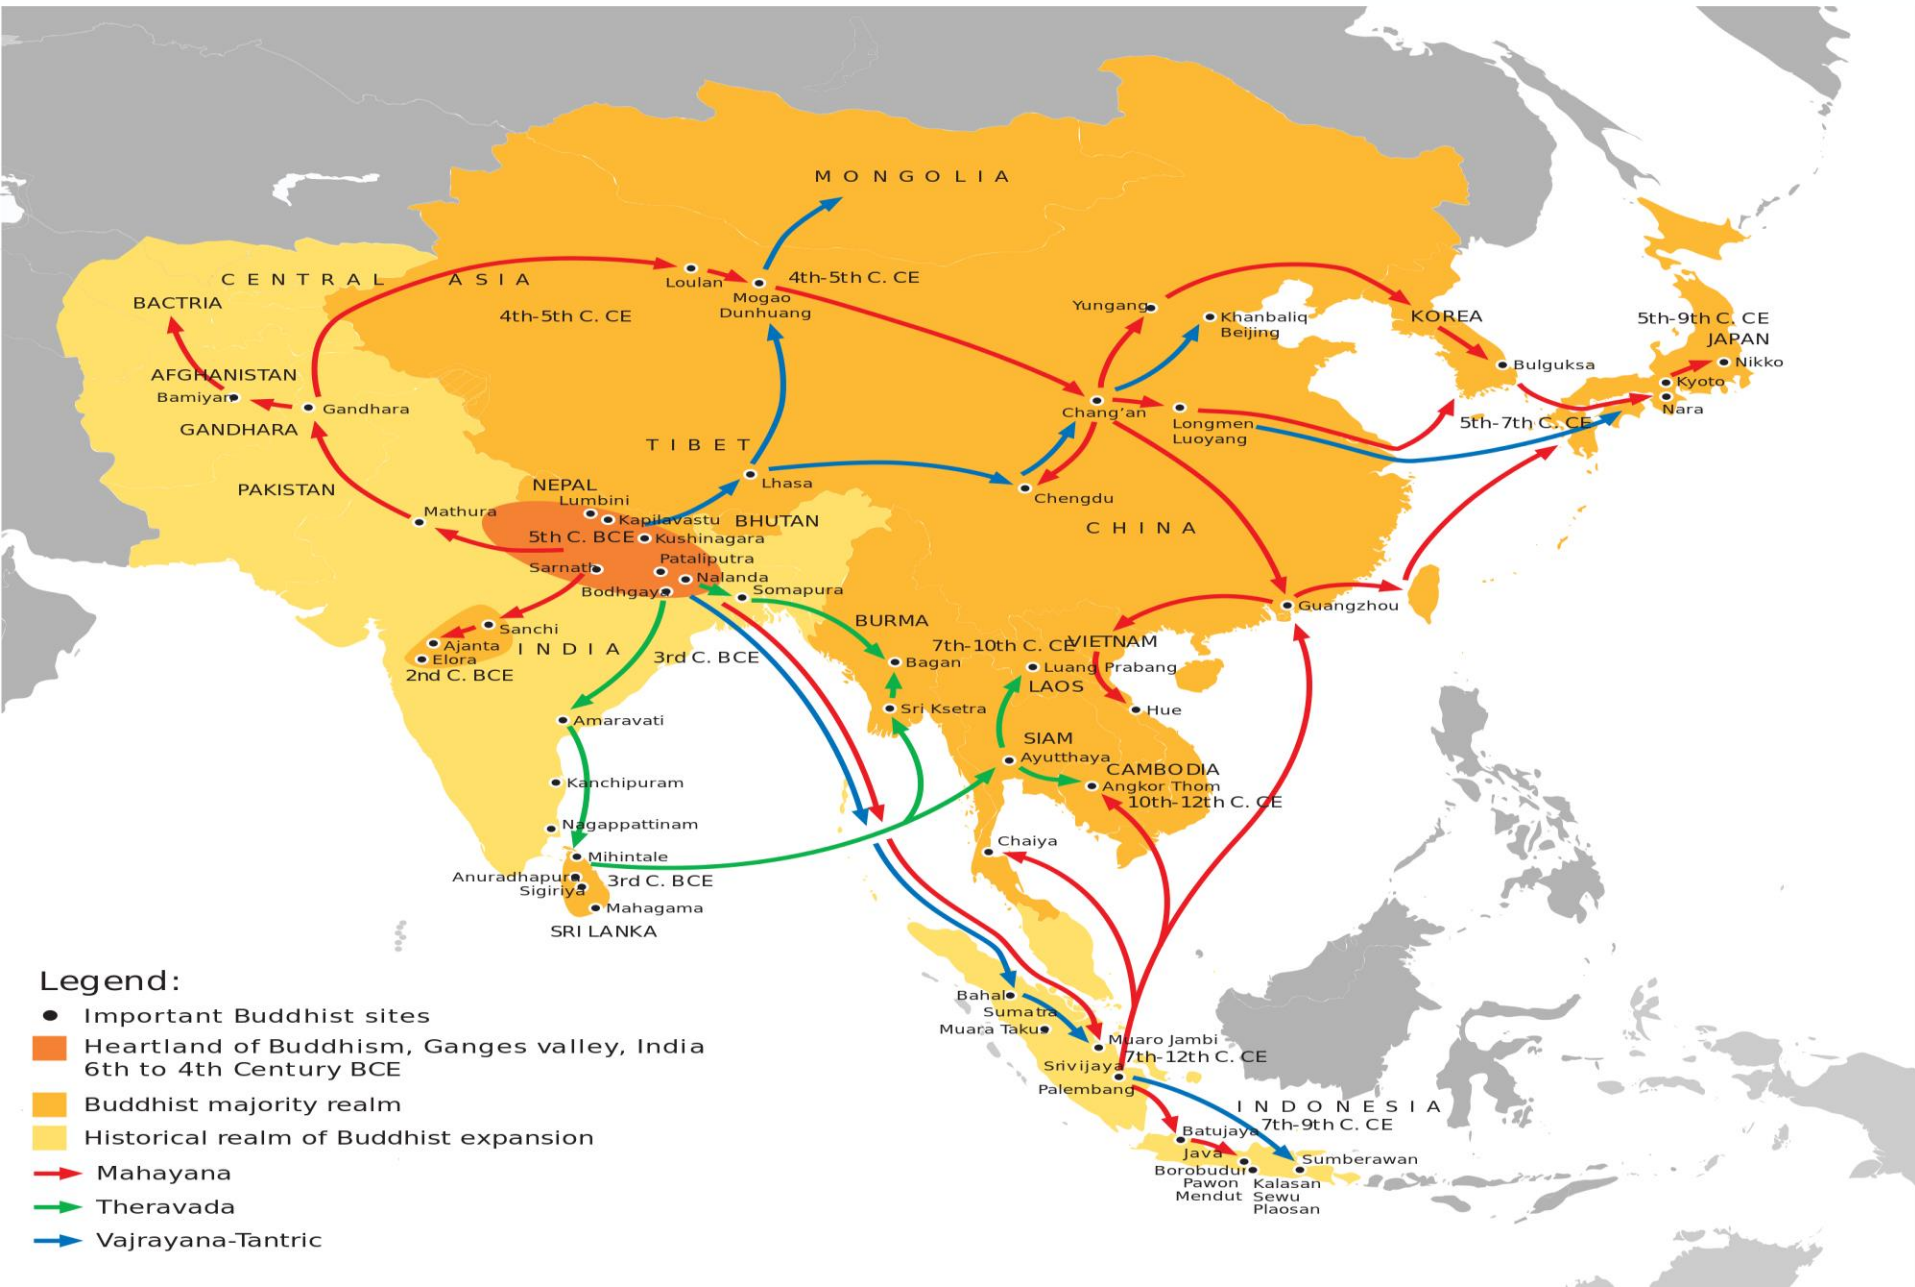 MONGOLIA
CENTRAL ASIA
BACTRIA
4th-5th C. CE
Loulan
Mogao
Dunhuang
4th-5th C. CE
Yungang
Khanbaliq
Beijing
KOREA
5th-9th C. CE
JAPAN
Nikko
Bulguksa
Kyoto
Nara
5th-7th C. CE
AFGHANISTAN
Bamiyan
Gandhara
GANDHARA
PAKISTAN
Mathura
TIBET
Lhasa
Chang'an
Longmen
Luoyang
Chengdu
CHINA
NEPAL
Lumbini
Kapilavastu
BHUTAN
5th C. BCE
Kushinagara
Pataliputra
Sarnath
Nalanda
Bodhgaya
Somapura
Guangzhou
Sanchi
Ajanta
Elora
INDIA
2nd C. BCE
3rd C. BCE
BURMA
7th-10th C. CE
VIETNAM
Bagan
Luang Prabang
LAOS
Sri Ksetra
Hue
Amaravati
SIAM
Ayutthaya
CAMBODIA
Angkor Thom
10th-12th C. CE
Kanchipuram
Nagappattinam
Chaiya
Mihintale
Anuradhapura
3rd C. BCE
Sigiriya
Mahagama
SRI LANKA
Bahal
Sumatra
Muara Takus
Muaro Jambi
7th-12th C. CE
Srivijaya
Palembang
INDONESIA
7th-9th C. CE
Batujaya
Java
Sumberawan
Borobudur
Pawon
Mendut
Kalasan
Sewu
Plaosan
Legend:
Important Buddhist sites
Heartland of Buddhism, Ganges valley, India
6th to 4th Century BCE
Buddhist majority realm
Historical realm of Buddhist expansion
Mahayana
Theravada
Vajrayana-Tantric